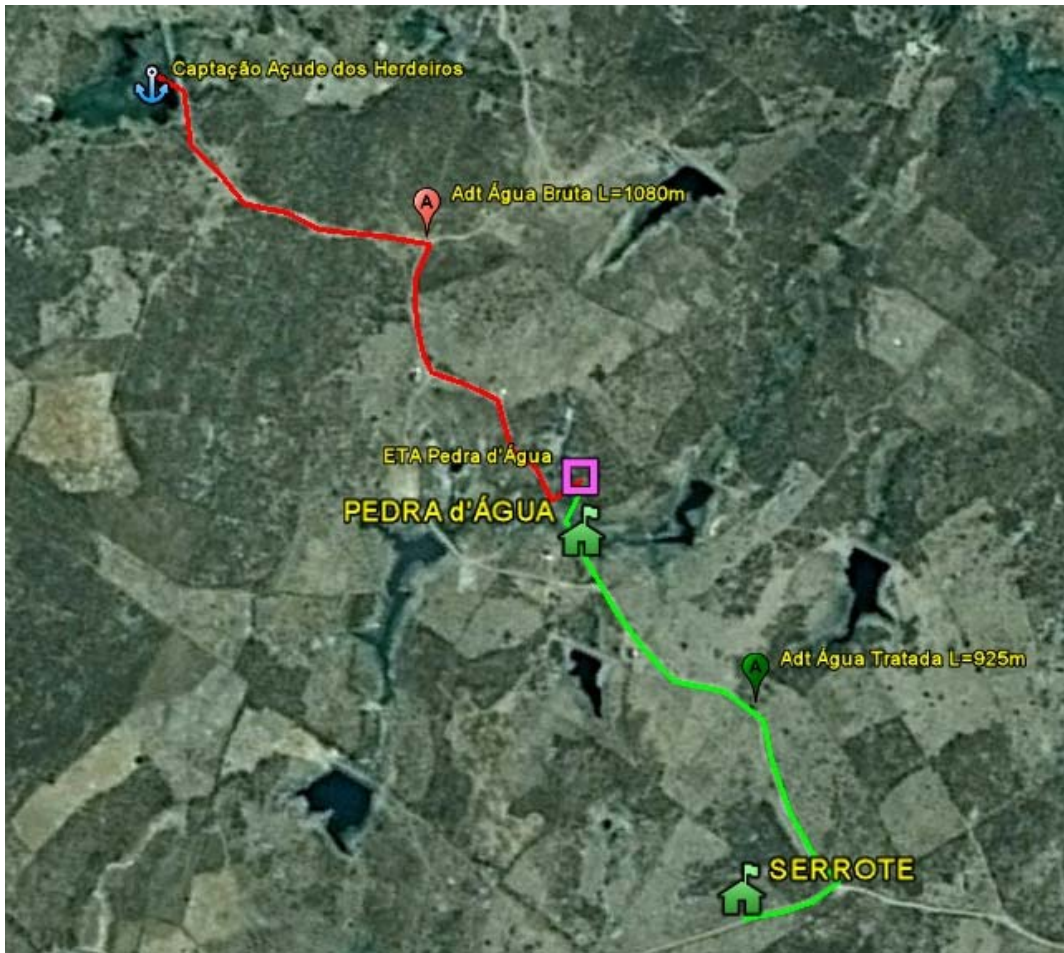 Captação Açude dos Herdeiros
A
Adt Água Bruta L=1080m
ETA Pedra d'Água
PEDRA d'ÁGUA
A
Adt Água Tratada L=925m
SERROTE